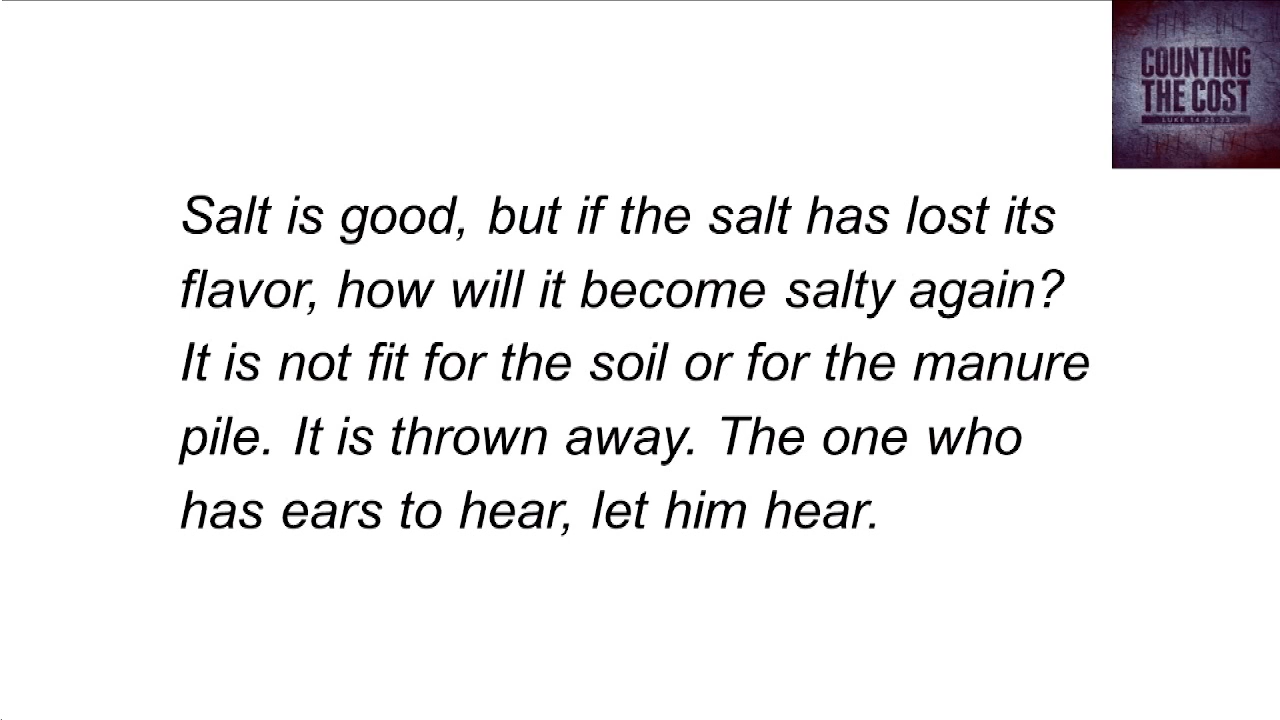 COUNTING
THE COST
Salt is good, but if the salt has lost its
flavor, how will it become salty again?
It is not fit for the soil or for the manure
pile. It is thrown away. The one who
has ears to hear, let him hear.